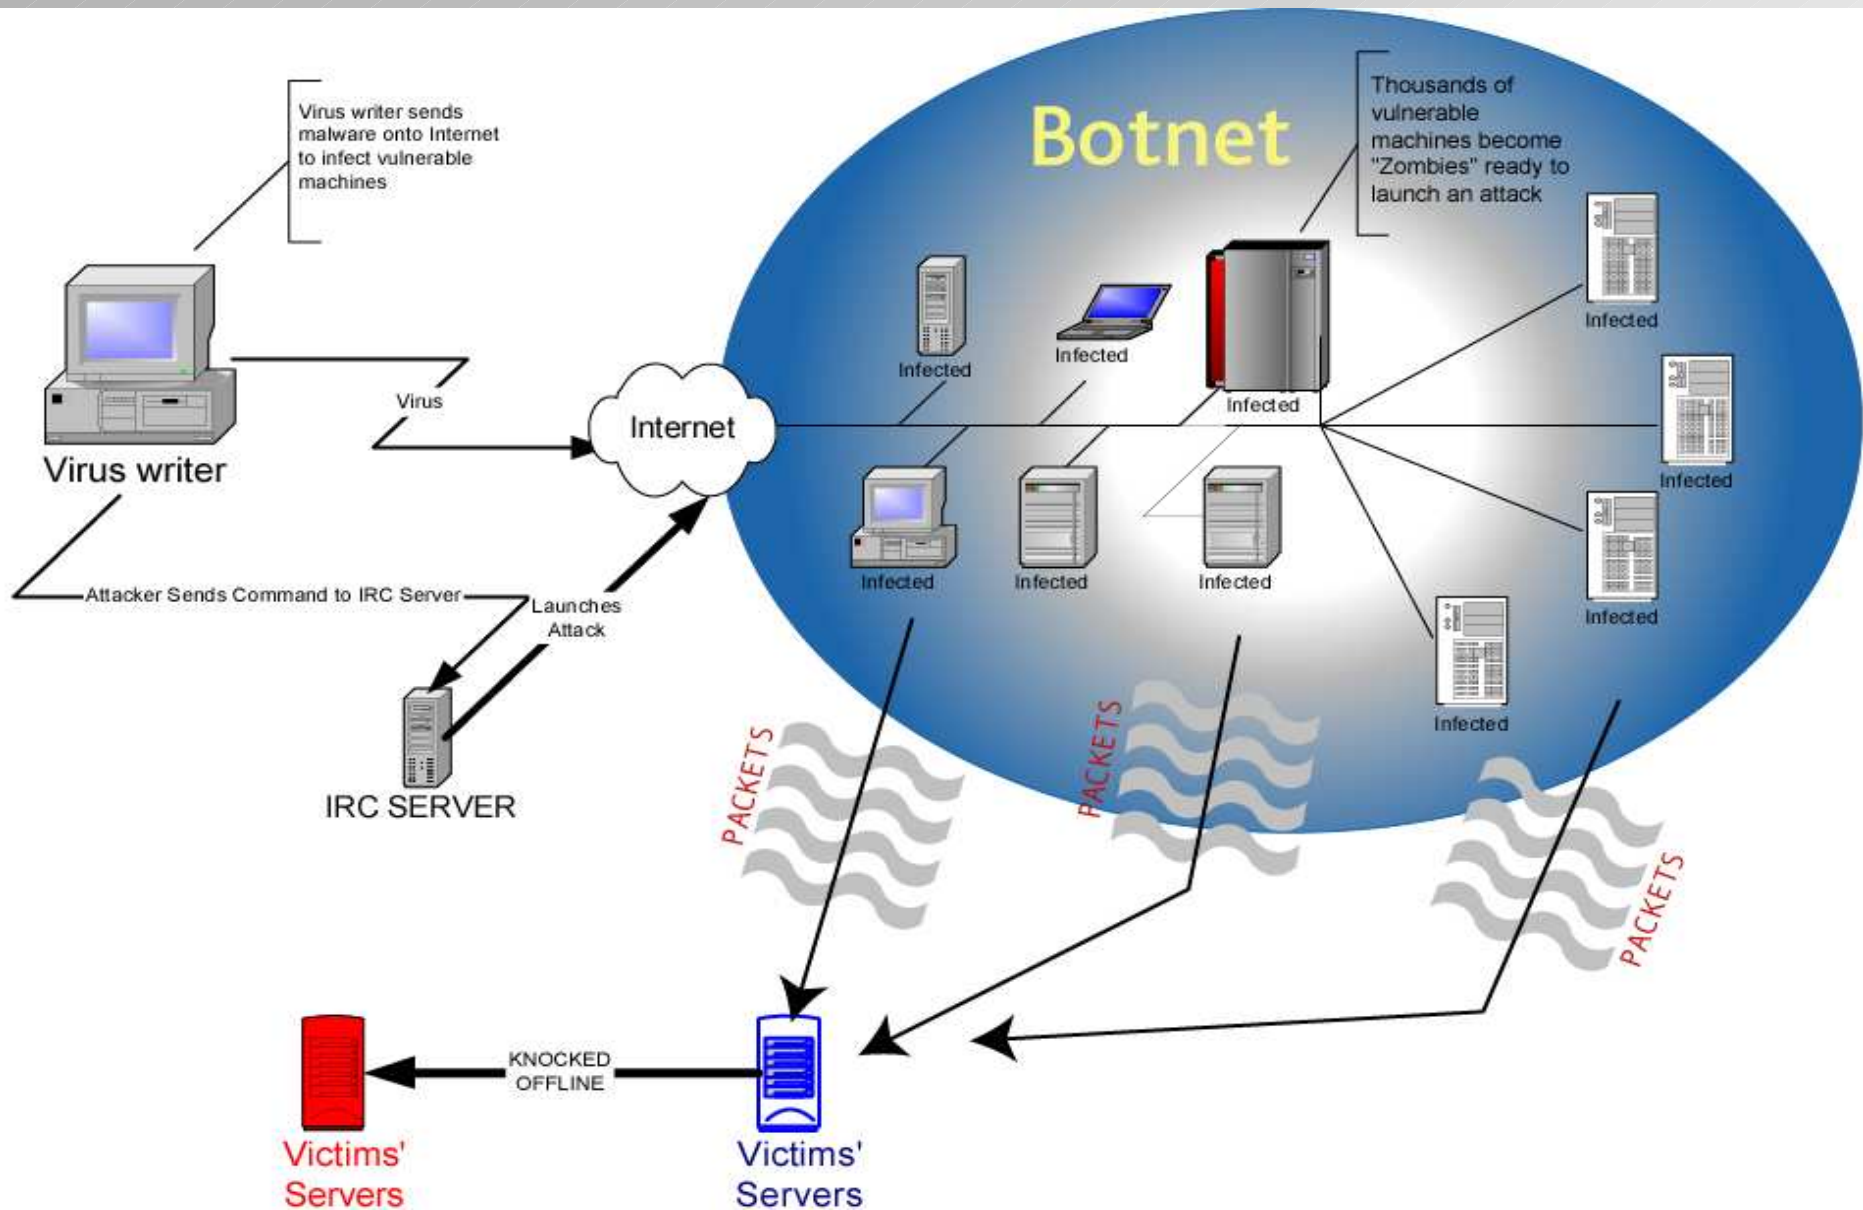 Virus writer sends
malware onto Internet
to infect vulnerable
machines
Botnet
Thousands of
vulnerable
machines become
"Zombies" ready to
launch an attack
Infected
Infected
Infected
Infected
Infected
Virus
Internet
Virus writer
Infected
Infected
Infected
Infected
Infected
Infected
Attacker Sends Command to IRC Server
Launches
Attack
IRC SERVER
PACKETS
PACKETS
PACKETS
KNOCKED
OFFLINE
Victims'
Servers
Victims'
Servers